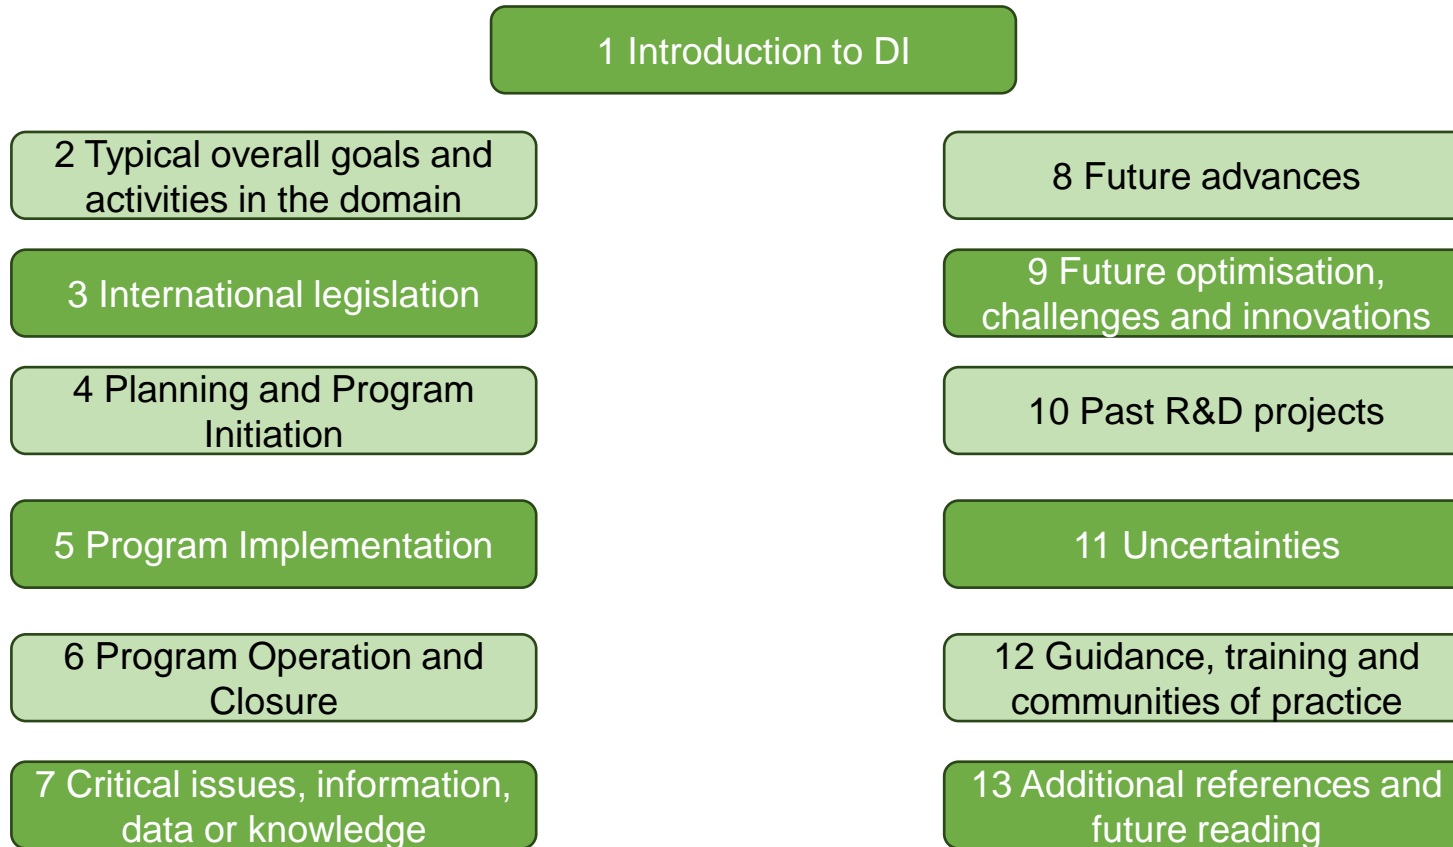 1 Introduction to DI
2 Typical overall goals and
activities in the domain
3 International legislation
4 Planning and Program
Initiation
5 Program Implementation
6 Program Operation and
Closure
7 Critical issues, information,
data or knowledge
8 Future advances
9 Future optimisation,
challenges and innovations
10 Past R&D projects
11 Uncertainties
12 Guidance, training and
communities of practice
13 Additional references and
future reading